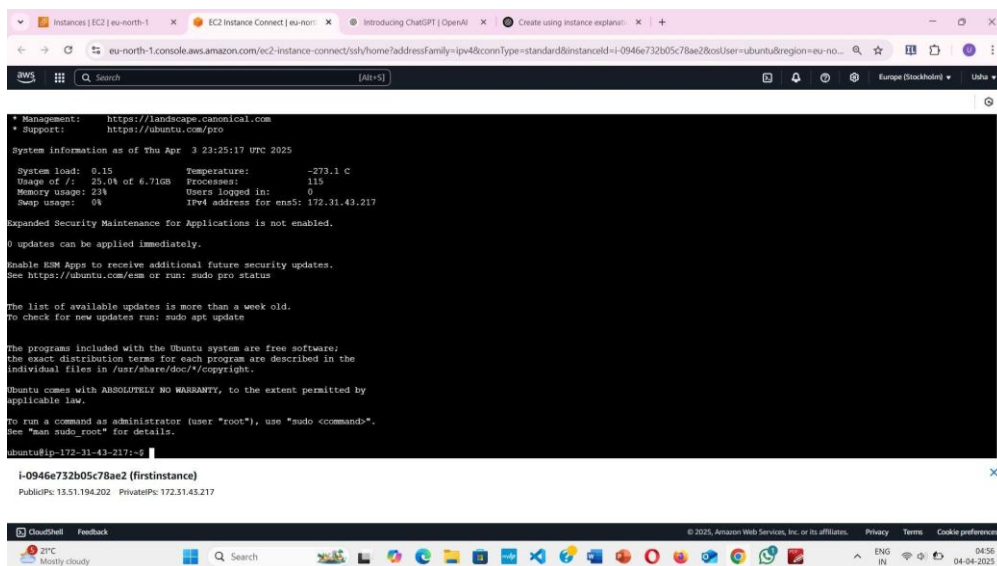 Instances | EC2 | eu-north-1
EC2 Instance Connect | eu-nort
Introducing ChatGPT | OpenAI
Create using instance explanati
eu-north-1.console.aws.amazon.com/ec2-instance-connect/ssh/home?addressFamily=ipv4&connType=standard&instanceId=i-0946e732b05c78ae2&osUser=ubuntu&region=eu-no...
aws
Search
[Alt+S]
Europe (Stockholm)
Usha
* Management: https://landscape.canonical.com
* Support: https://ubuntu.com/pro
System information as of Thu Apr 3 23:25:17 UTC 2025
System load: 0.15 Temperature: -273.1 C
Usage of /: 25.0% of 6.71GB Processes: 115
Memory usage: 23% Users logged in: 0
Swap usage: 0% IPv4 address for ens5: 172.31.43.217
Expanded Security Maintenance for Applications is not enabled.
0 updates can be applied immediately.
Enable ESM Apps to receive additional future security updates.
See https://ubuntu.com/esm or run: sudo pro status
The list of available updates is more than a week old.
To check for new updates run: sudo apt update
The programs included with the Ubuntu system are free software;
the exact distribution terms for each program are described in the
individual files in /usr/share/doc/*/copyright.
Ubuntu comes with ABSOLUTELY NO WARRANTY, to the extent permitted by
applicable law.
To run a command as administrator (user "root"), use "sudo <command>".
See "man sudo_root" for details.
ubuntu@ip-172-31-43-217:~$
i-0946e732b05c78ae2 (firstinstance)
PublicIPs: 13.51.194.202 PrivateIPs: 172.31.43.217
CloudShell Feedback © 2025, Amazon Web Services, Inc. or its affiliates. Privacy Terms Cookie preferences
21°C
Mostly cloudy
Search
ENG
IN
04:56
04-04-2025